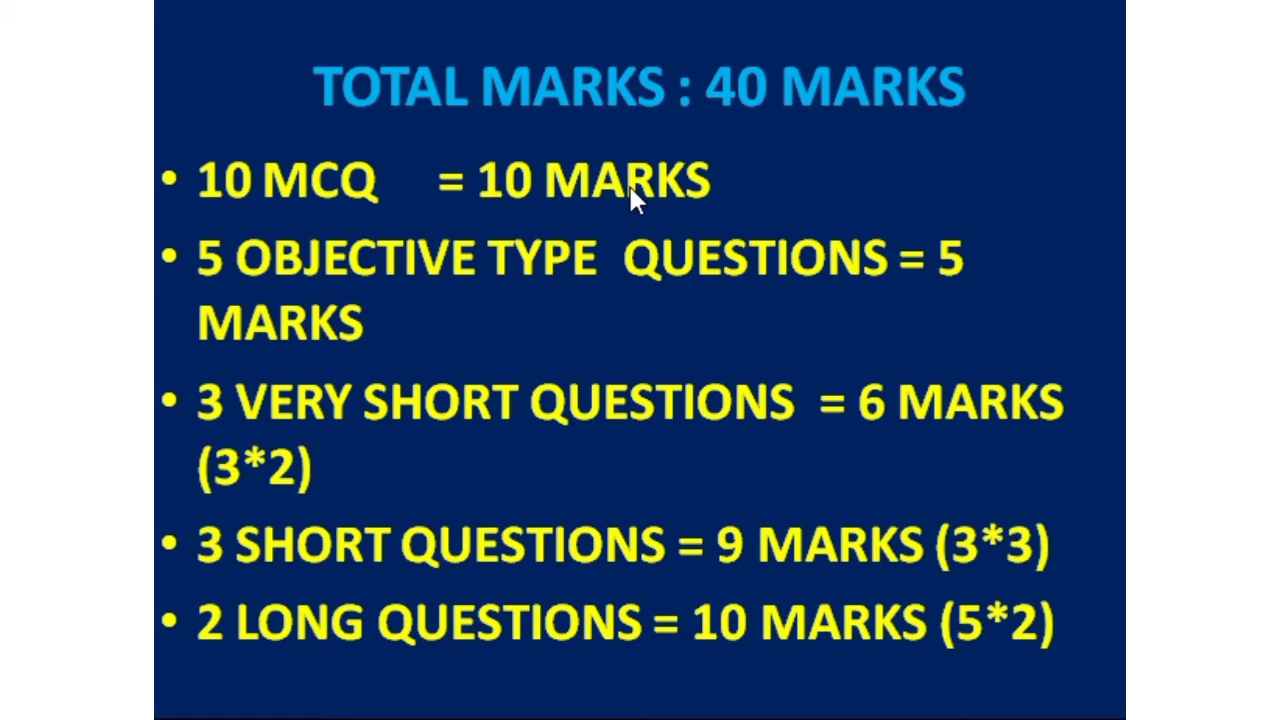 TOTAL MARKS : 40 MARKS
• 10 MCQ = 10 MARKS
• 5 OBJECTIVE TYPE QUESTIONS = 5
MARKS
• 3 VERY SHORT QUESTIONS = 6 MARKS
(3*2)
• 3 SHORT QUESTIONS = 9 MARKS (3*3)
• 2 LONG QUESTIONS = 10 MARKS (5*2)